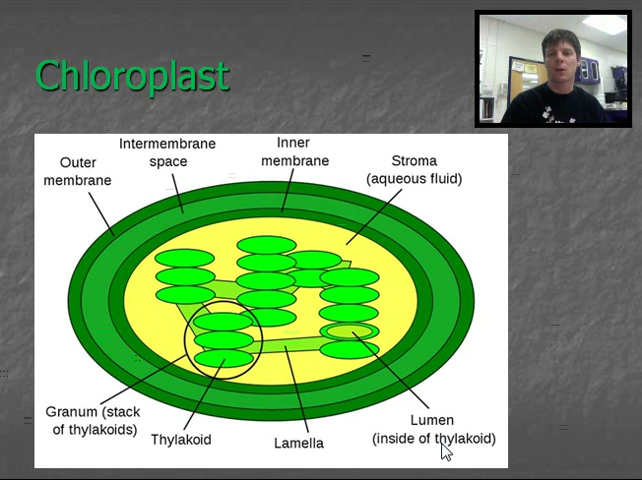 Chloroplast
Intermembrane
space
Inner
membrane
Outer
membrane
Stroma
(aqueous fluid)
Granum (stack
of thylakoids)
Thylakoid
Lamella
Lumen
(inside of thylakoid)